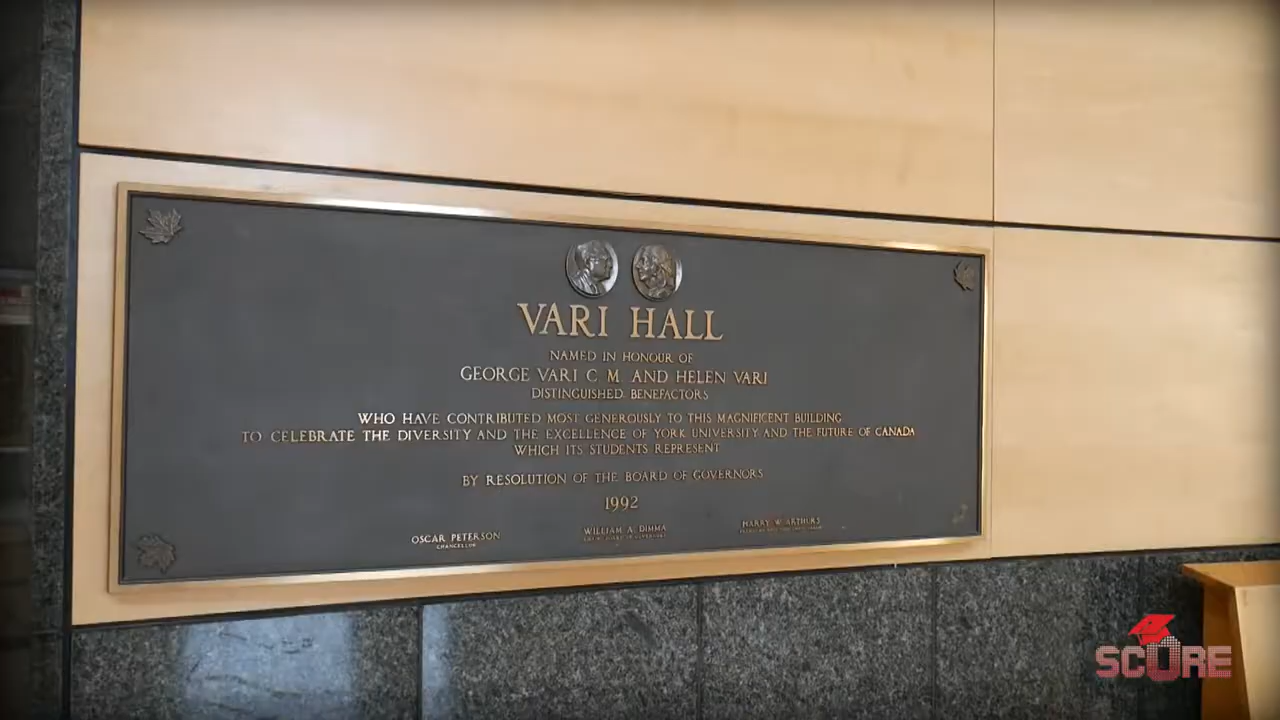 VARI HALL
NAMED IN HONOUR OF
GEORGE VARI C M AND HELEN VARI
DISTINGUISHED BENEFACTORS
WHO HAVE CONTRIBUTED MOST GENEROUSLY TO THIS MAGNIFICENT BUILDING
TO CELEBRATE THE DIVERSITY AND THE EXCELLENCE OF YORK UNIVERSITY AND THE FUTURE OF CANADA
WHICH ITS STUDENTS REPRESENT
BY RESOLUTION OF THE BOARD OF GOVERNORS
1992
OSCAR PETERSON
CHANCELLOR
WILLIAM A DIMMA
HARRY W ARTHURS
SCORE